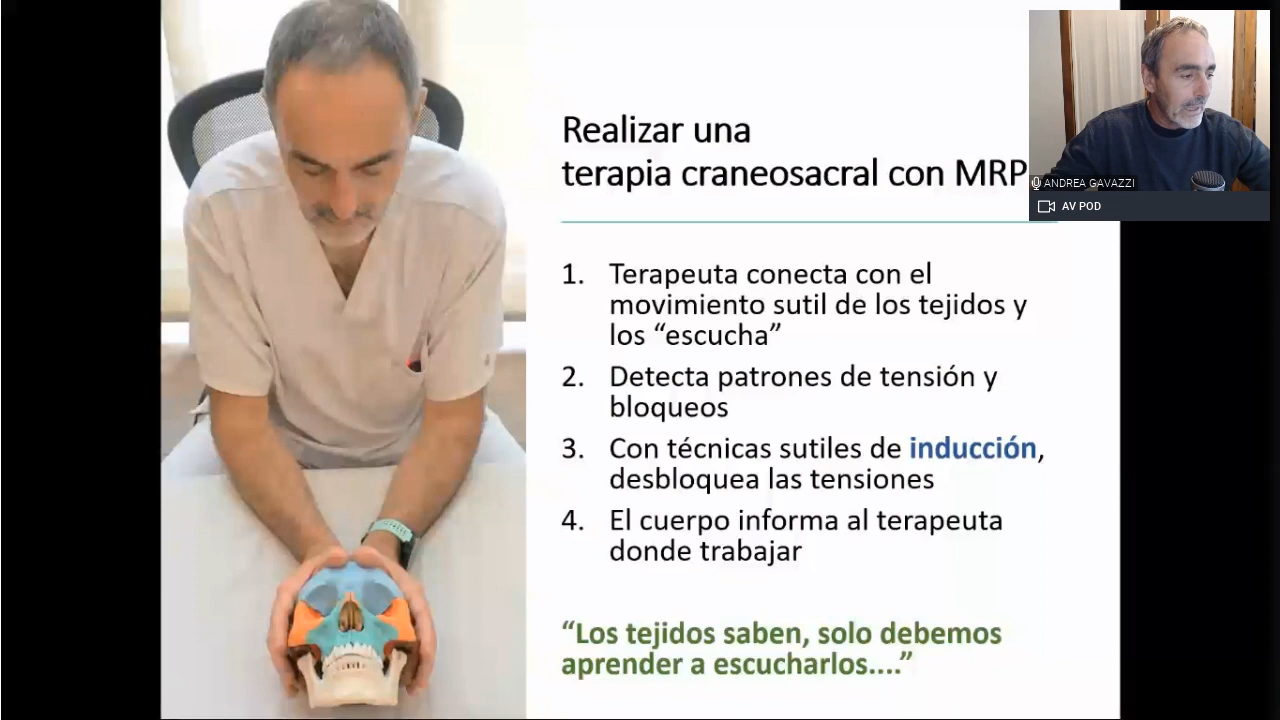 Realizar una
terapia craneosacral con MRP
1. Terapeuta conecta con el
movimiento sutil de los tejidos y
los “escucha”
2. Detecta patrones de tensión y
bloqueos
3. Con técnicas sutiles de inducción,
desbloquea las tensiones
4. El cuerpo informa al terapeuta
donde trabajar
“Los tejidos saben, solo debemos
aprender a escucharlos....”
ANDREA GAVAZZI
AV POD